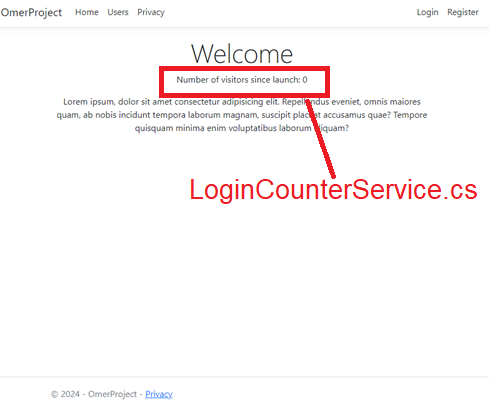 OmerProject Home Users Privacy Login Register
Welcome
Number of visitors since launch: 0
Lorem ipsum, dolor sit amet consectetur adipisicing elit. Repellendus eveniet, omnis maiores
quam, ab nobis incidunt tempora laborum magnam, suscipit placeat accusamus quae? Tempore
quisquam minima enim voluptatibus laborum aliquam?
LoginCounterService.cs
© 2024 - OmerProject - Privacy